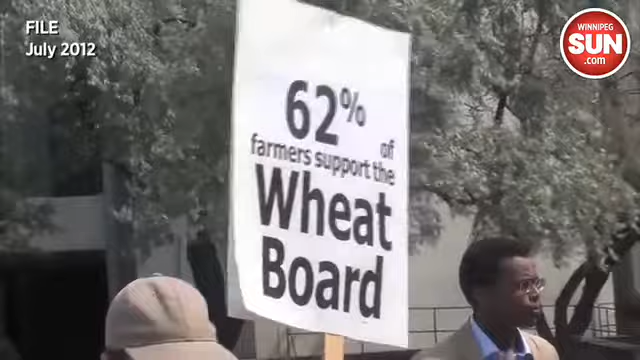 FILE
July 2012
WINNIPEG
SUN
.com
62% of
farmers support the
Wheat
Board